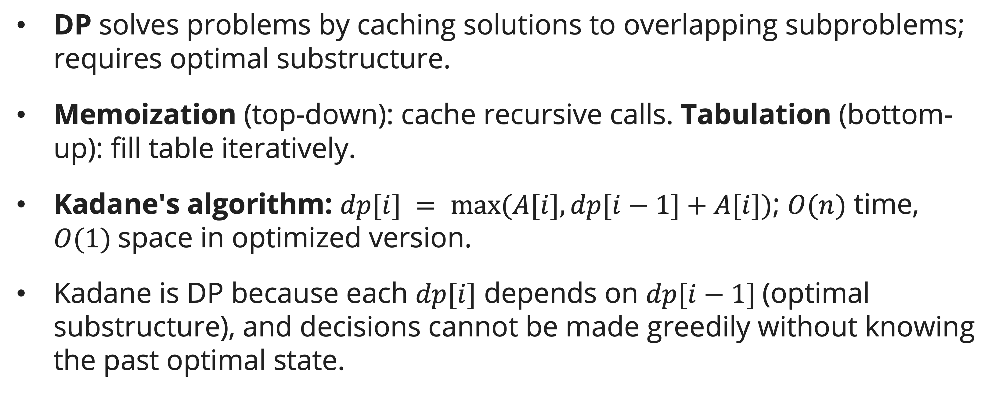 • DP solves problems by caching solutions to overlapping subproblems;
requires optimal substructure.
• Memoization (top-down): cache recursive calls. Tabulation (bottom-
up): fill table iteratively.
• Kadane's algorithm: dp[i] = max(A[i], dp[i − 1] + A[i]); O(n) time,
O(1) space in optimized version.
• Kadane is DP because each dp[i] depends on dp[i − 1] (optimal
substructure), and decisions cannot be made greedily without knowing
the past optimal state.